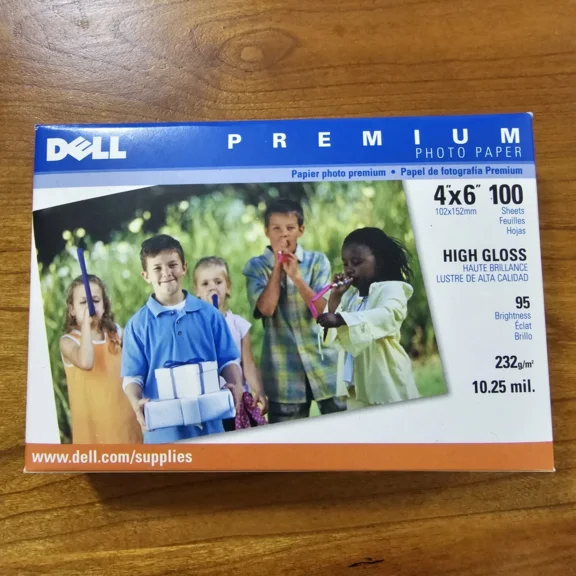 DELL
PREMIUM
PHOTO PAPER
Papier photo premium • Papel de fotografía Premium
4"x6" 100
102x152mm Sheets
Feuilles
Hojas
HIGH GLOSS
HAUTE BRILLANCE
LUSTRE DE ALTA CALIDAD
95
Brightness
Éclat
Brillo
232g/m²
10.25 mil.
www.dell.com/supplies